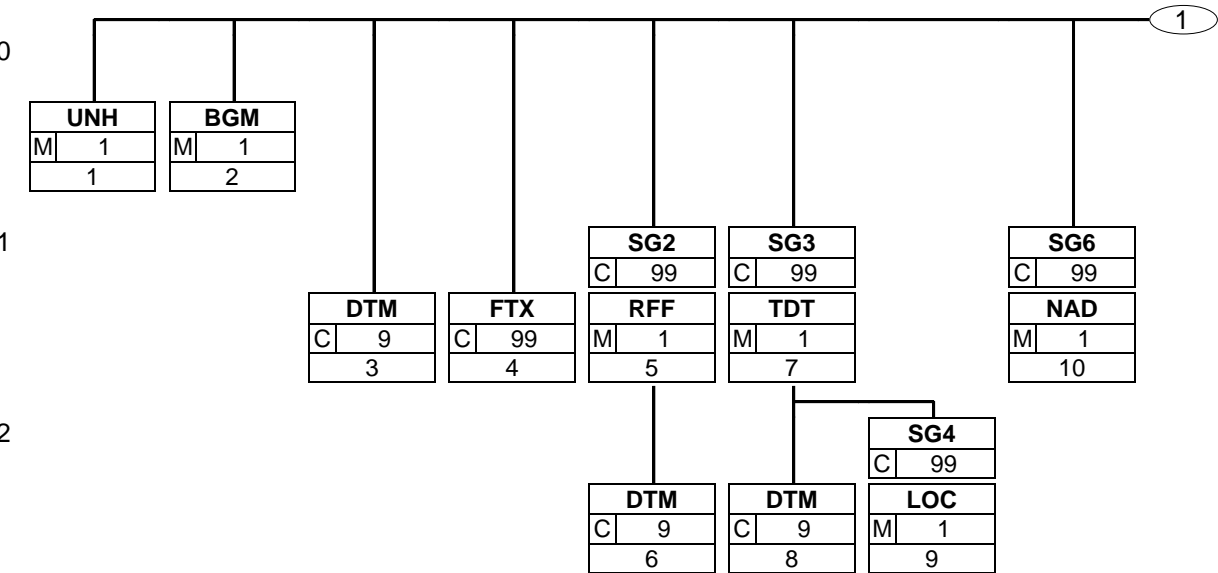 1
0
UNH
M 1
1
BGM
M 1
2
1
DTM
C 9
3
FTX
C 99
4
SG2
C 99
RFF
M 1
5
SG3
C 99
TDT
M 1
7
SG6
C 99
NAD
M 1
10
2
DTM
C 9
6
DTM
C 9
8
SG4
C 99
LOC
M 1
9